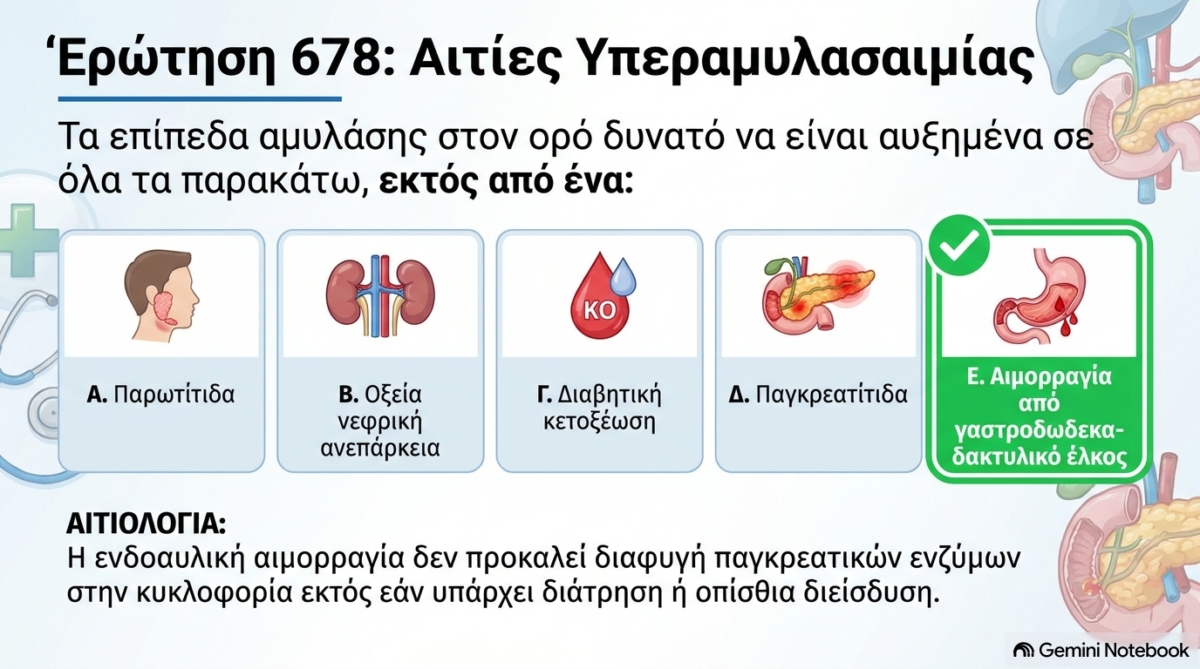 ‘Ερώτηση 678: Αιτίες Υπεραμυλασαιμίας
Τα επίπεδα αμυλάσης στον ορό δυνατό να είναι αυξημένα σε
όλα τα παρακάτω, εκτός από ένα:
Α. Παρωτίτιδα
Β. Οξεία
νεφρική
ανεπάρκεια
ΚΟ
Γ. Διαβητική
κετοξέωση
Δ. Παγκρεατίτιδα
Ε. Αιμορραγία
από
γαστροδωδεκα-
δακτυλικό έλκος
ΑΙΤΙΟΛΟΓΙΑ:
Η ενδοαυλική αιμορραγία δεν προκαλεί διαφυγή παγκρεατικών ενζύμων
στην κυκλοφορία εκτός εάν υπάρχει διάτρηση ή οπίσθια διείσδυση.
Gemini Notebook